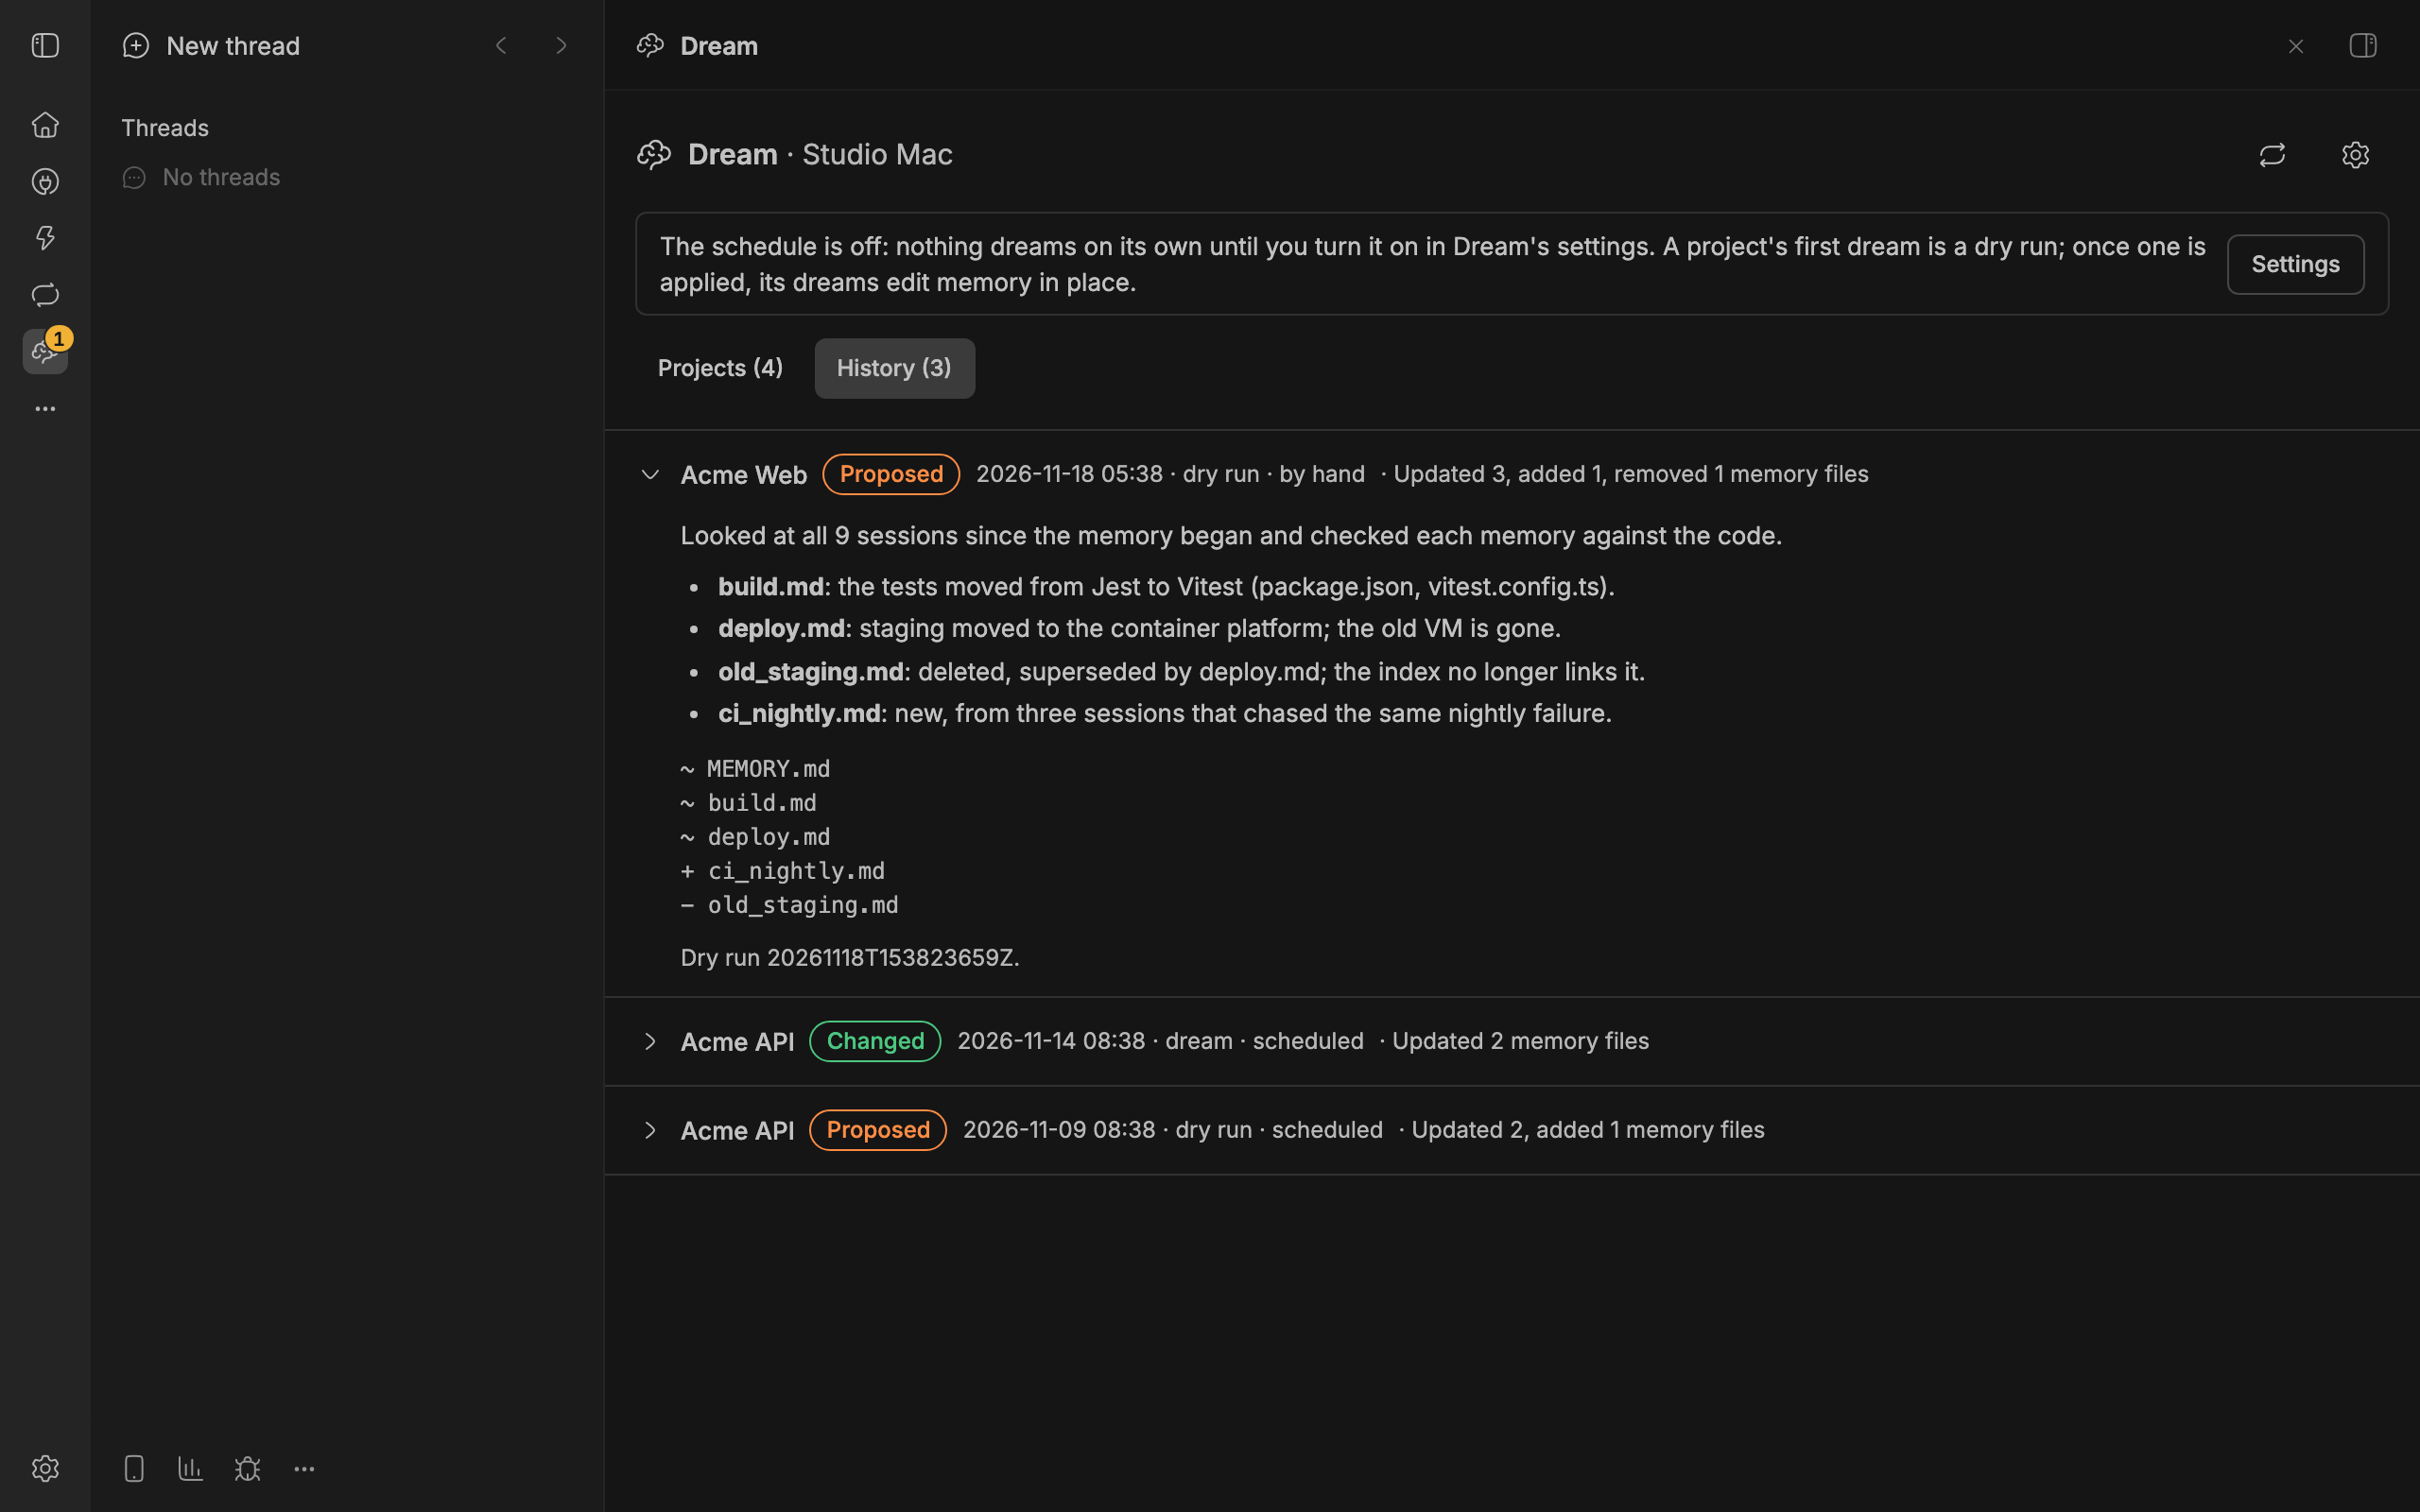 New thread
Threads
No threads
1
Dream
Dream · Studio Mac
The schedule is off: nothing dreams on its own until you turn it on in Dream's settings. A project's first dream is a dry run; once one is
applied, its dreams edit memory in place.
Settings
Projects (4)
History (3)
Acme Web Proposed 2026-11-18 05:38 · dry run · by hand · Updated 3, added 1, removed 1 memory files
Looked at all 9 sessions since the memory began and checked each memory against the code.
• build.md: the tests moved from Jest to Vitest (package.json, vitest.config.ts).
• deploy.md: staging moved to the container platform; the old VM is gone.
• old_staging.md: deleted, superseded by deploy.md; the index no longer links it.
• ci_nightly.md: new, from three sessions that chased the same nightly failure.
~ MEMORY.md
~ build.md
~ deploy.md
+ ci_nightly.md
− old_staging.md
Dry run 20261118T153823659Z.
Acme API Changed 2026-11-14 08:38 · dream · scheduled · Updated 2 memory files
Acme API Proposed 2026-11-09 08:38 · dry run · scheduled · Updated 2, added 1 memory files